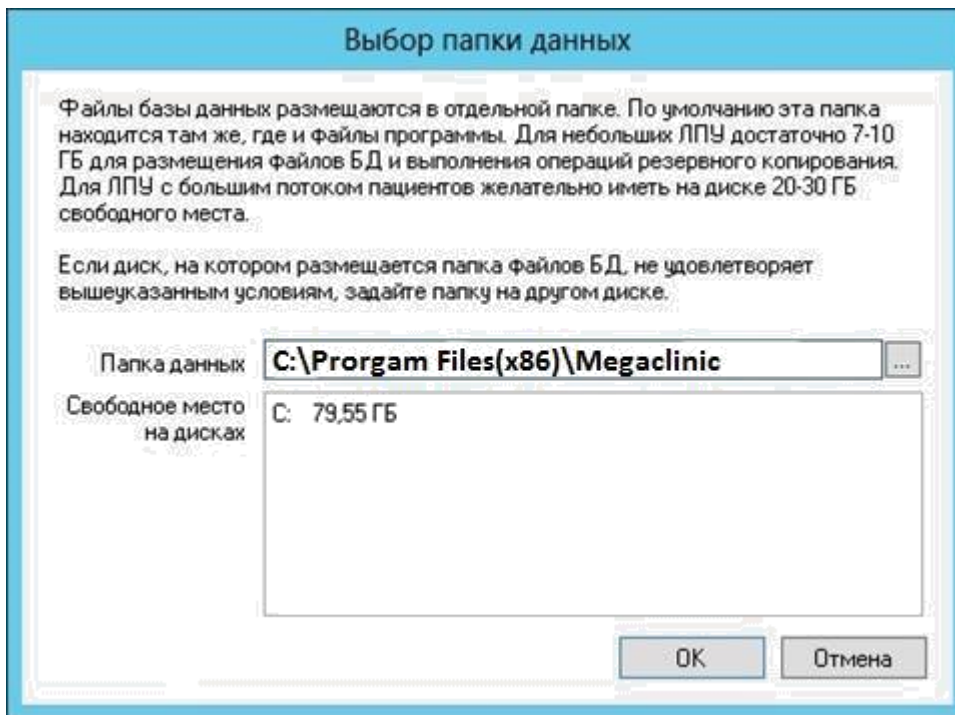 Выбор папки данных
Файлы базы данных размещаются в отдельной папке. По умолчанию эта папка
находится там же, где и файлы программы. Для небольших ЛПУ достаточно 7-10
ГБ для размещения файлов БД и выполнения операций резервного копирования.
Для ЛПУ с большим потоком пациентов желательно иметь на диске 20-30 ГБ
свободного места.
Если диск, на котором размещается папка файлов БД, не удовлетворяет
вышеуказанным условиям, задайте папку на другом диске.
Папка данных C:\Prorgam Files(x86)\Megaclinic ...
Свободное место
на дисках
C: 79,55 ГБ
OK Отмена